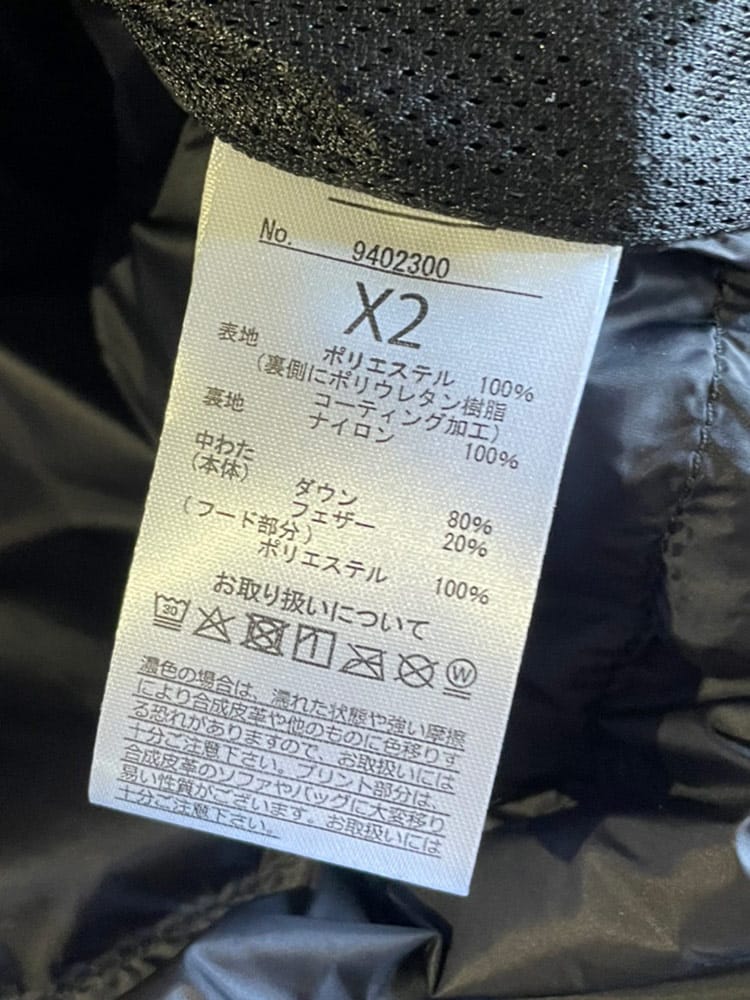 No. 9402300
X2
表地 ポリエステル 100%
(裏側にポリウレタン樹脂
コーティング加工)
裏地 ナイロン 100%
中わた
(本体)
ダウン 80%
フェザー 20%
(フード部分)
ポリエステル 100%
お取り扱いについて
30 W
濃色の場合は、濡れた状態や強い摩擦
により合成皮革や他のものに色移りす
る恐れがありますので、お取扱いには
十分ご注意下さい。プリント部分は、
合成皮革のソファやバッグに大変移り
易い性質がございます。お取扱いには
十分ご注意下さい。